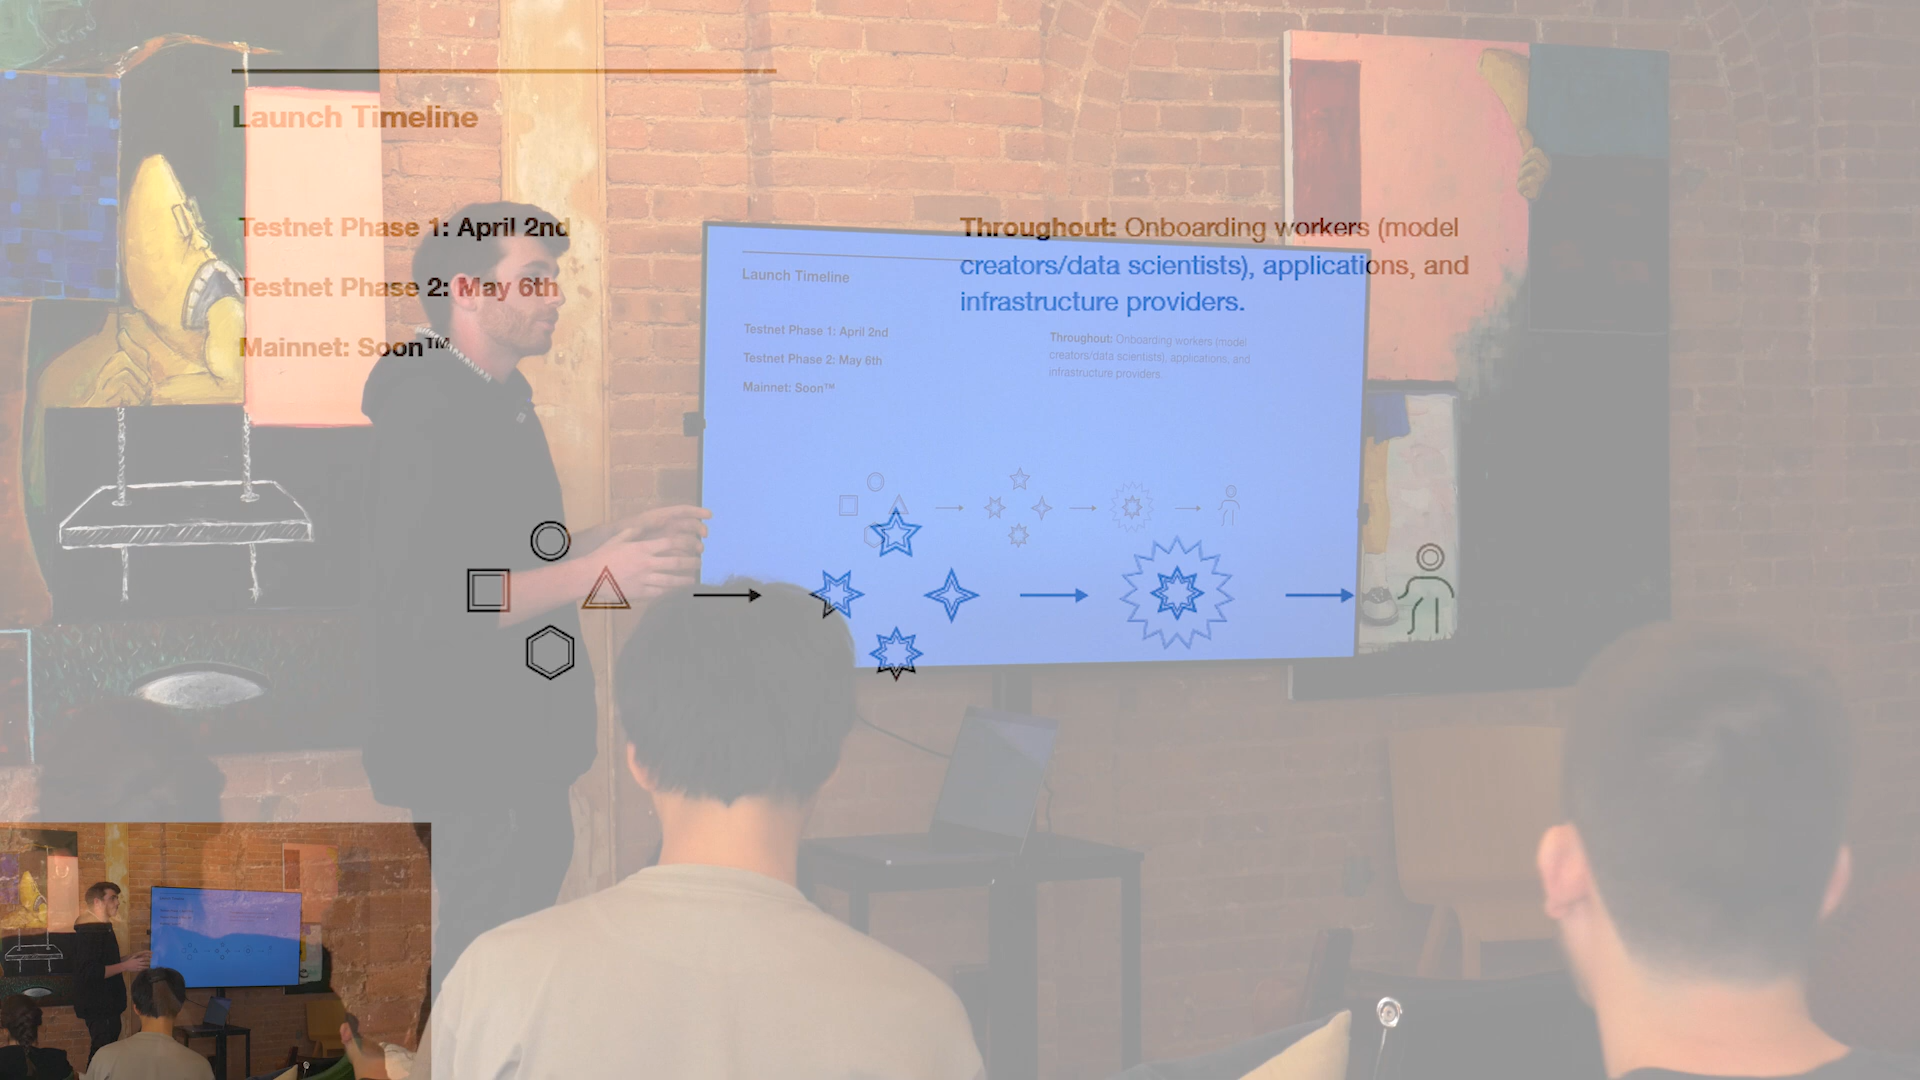 Launch Timeline
Testnet Phase 1: April 2nd
Testnet Phase 2: May 6th
Mainnet: Soon™
Throughout: Onboarding workers (model
creators/data scientists), applications, and
infrastructure providers.
Launch Timeline
Testnet Phase 1: April 2nd
Testnet Phase 2: May 6th
Mainnet: Soon™
Throughout: Onboarding workers (model
creators/data scientists), applications, and
infrastructure providers.